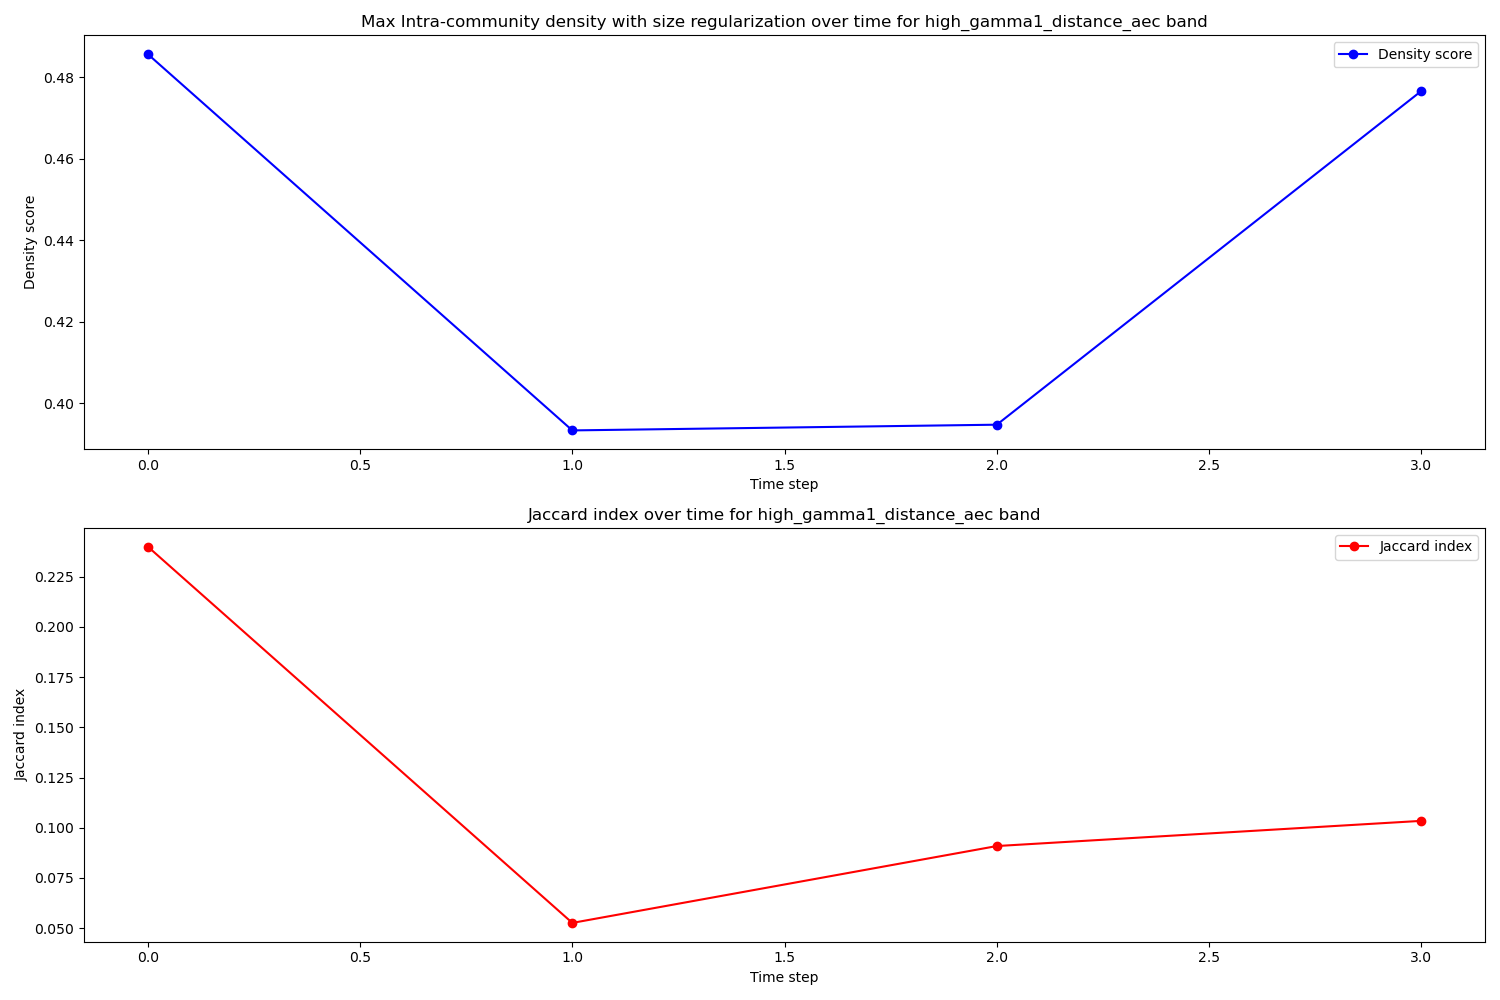 Max Intra-community density with size regularization over time for high_gamma1_distance_aec band
Density score
0.48
0.46
0.44
0.42
0.40
Density score
0.0 0.5 1.0 1.5 2.0 2.5 3.0
Time step
Jaccard index over time for high_gamma1_distance_aec band
Jaccard index
0.225
0.200
0.175
0.150
0.125
0.100
0.075
0.050
Jaccard index
0.0 0.5 1.0 1.5 2.0 2.5 3.0
Time step